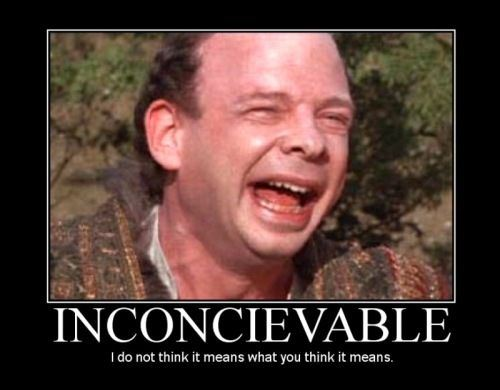 INCONCIEVABLE
I do not think it means what you think it means.